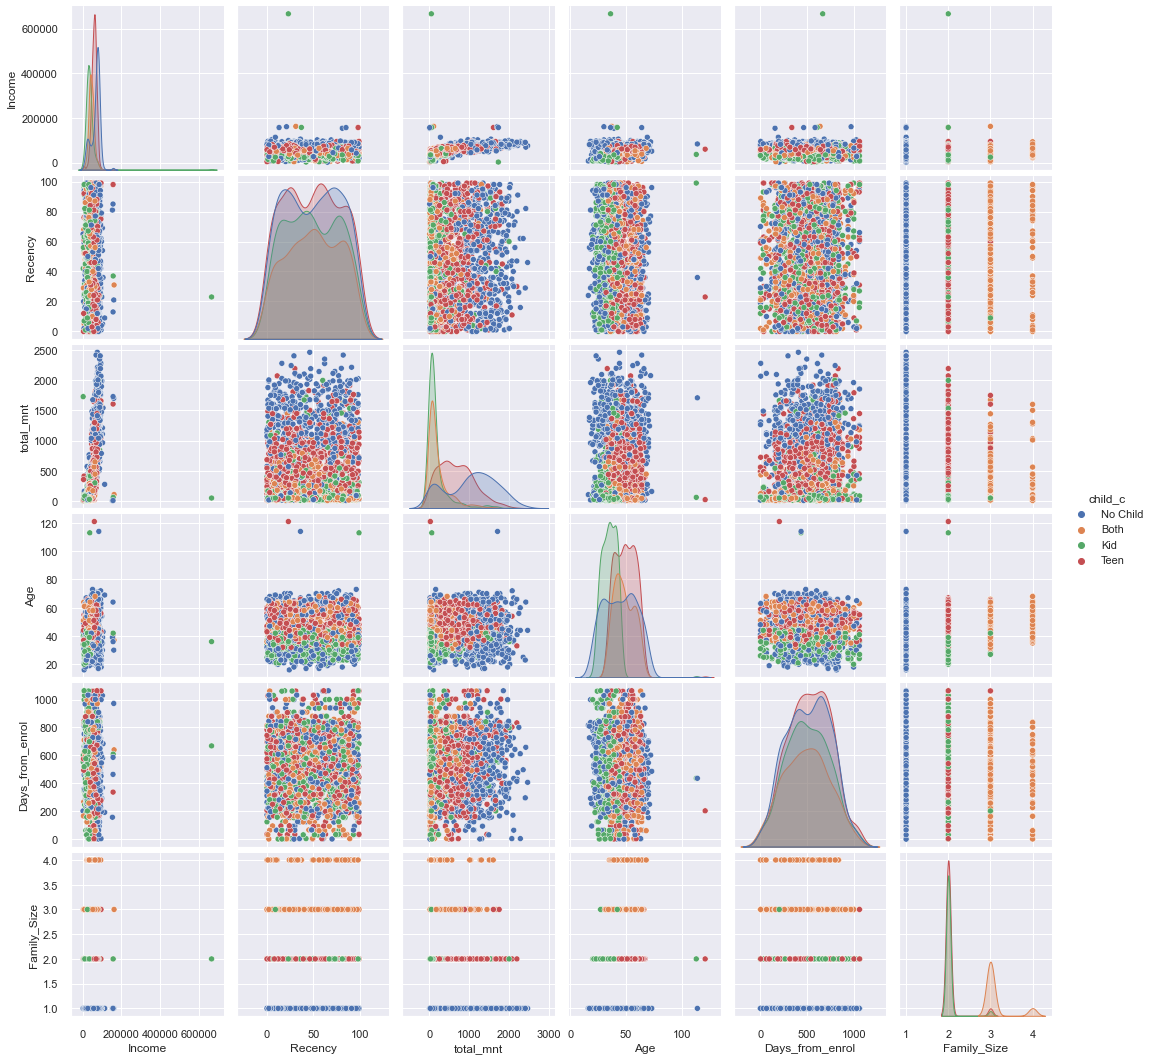 600000
400000
200000
0
Income
100
80
60
40
20
0
Recency
2500
2000
1500
1000
500
0
total_mnt
120
100
80
60
40
20
Age
1000
800
600
400
200
0
Days_from_enrol
4.0
3.5
3.0
2.5
2.0
1.5
1.0
Family_Size
0 200000 400000 600000
Income
0 50 100
Recency
0 1000 2000 3000
total_mnt
0 50 100
Age
0 500 1000
Days_from_enrol
1 2 3 4
Family_Size
child_c
No Child
Both
Kid
Teen